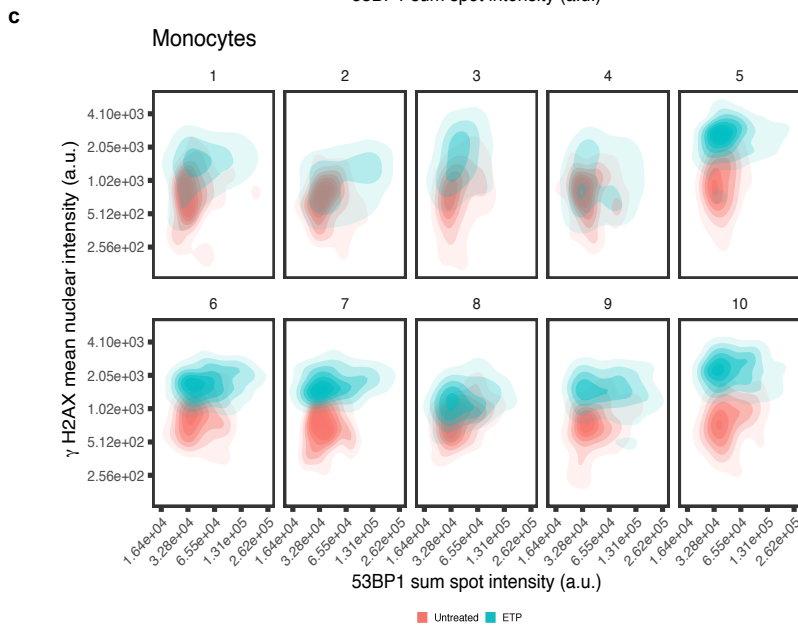 53BP1 sum spot intensity (a.u.)
c
Monocytes
1 2 3 4 5
4.10e+03
2.05e+03
1.02e+03
5.12e+02
2.56e+02
6 7 8 9 10
4.10e+03
2.05e+03
1.02e+03
5.12e+02
2.56e+02
γ H2AX mean nuclear intensity (a.u.)
1.64e+04 3.28e+04 6.55e+04 1.31e+05 2.62e+05 1.64e+04 3.28e+04 6.55e+04 1.31e+05 2.62e+05 1.64e+04 3.28e+04 6.55e+04 1.31e+05 2.62e+05 1.64e+04 3.28e+04 6.55e+04 1.31e+05 2.62e+05 1.64e+04 3.28e+04 6.55e+04 1.31e+05 2.62e+05
53BP1 sum spot intensity (a.u.)
Untreated ETP